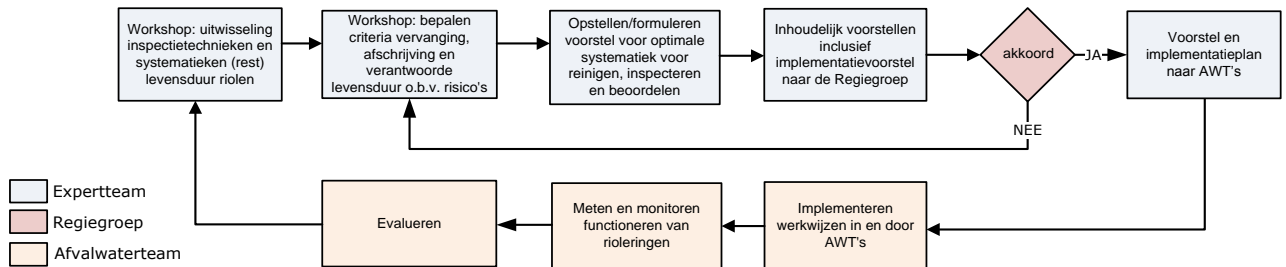 Workshop: uitwisseling
inspectietechnieken en
systematieken (rest)
levensduur riolen
Workshop: bepalen
criteria vervanging,
afschrijving en
verantwoorde
levensduur o.b.v. risico’s
Opstellen/formuleren
voorstel voor optimale
systematiek voor
reinigen, inspecteren
en beoordelen
Inhoudelijk voorstellen
inclusief
implementatievoorstel
naar de Regiegroep
akkoord
JA
Voorstel en
implementatieplan
naar AWT’s
NEE
Expertteam
Regiegroep
Afvalwaterteam
Evalueren
Meten en monitoren
functioneren van
rioleringen
Implementeren
werkwijzen in en door
AWT’s